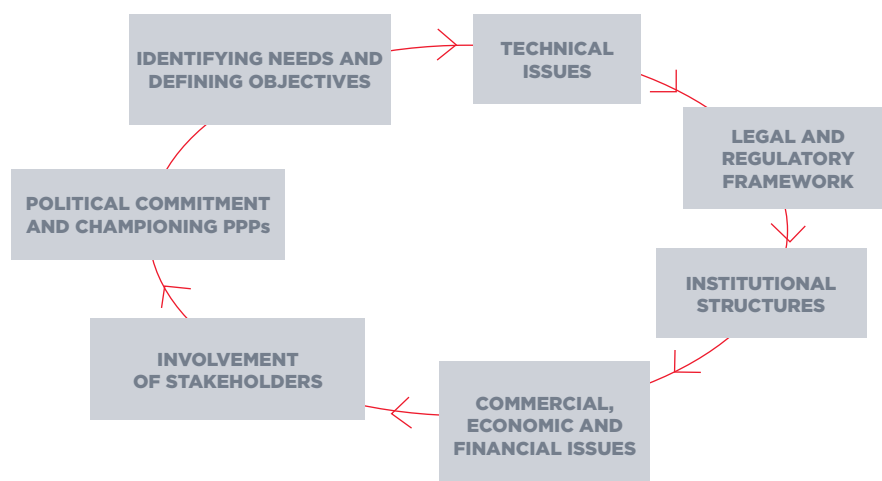 IDENTIFYING NEEDS AND
DEFINING OBJECTIVES
TECHNICAL
ISSUES
LEGAL AND
REGULATORY
FRAMEWORK
INSTITUTIONAL
STRUCTURES
COMMERCIAL,
ECONOMIC AND
FINANCIAL ISSUES
INVOLVEMENT
OF STAKEHOLDERS
POLITICAL COMMITMENT
AND CHAMPIONING PPPs